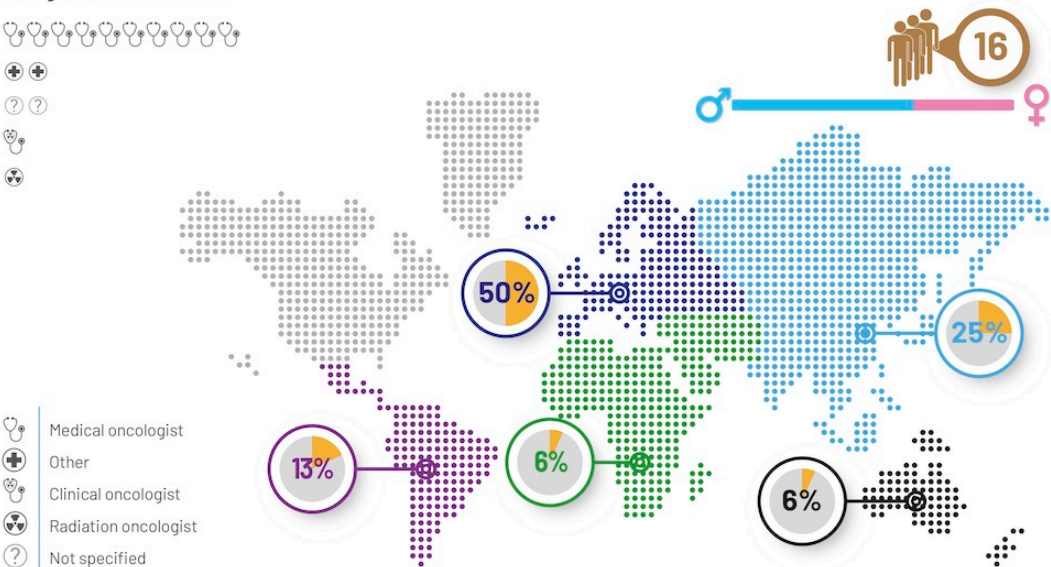 16
50%
25%
13%
6%
6%
Medical oncologist
Other
Clinical oncologist
Radiation oncologist
? Not specified